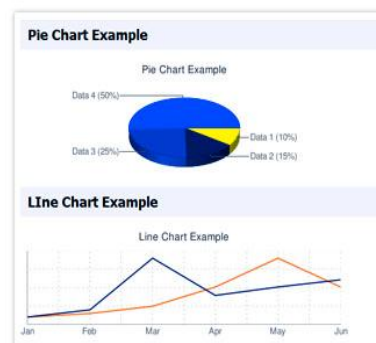 Pie Chart Example
Pie Chart Example
Data 4 (50%)
Data 1 (10%)
Data 3 (25%)
Data 2 (15%)
LIne Chart Example
Line Chart Example
Jan Feb Mar Apr May Jun